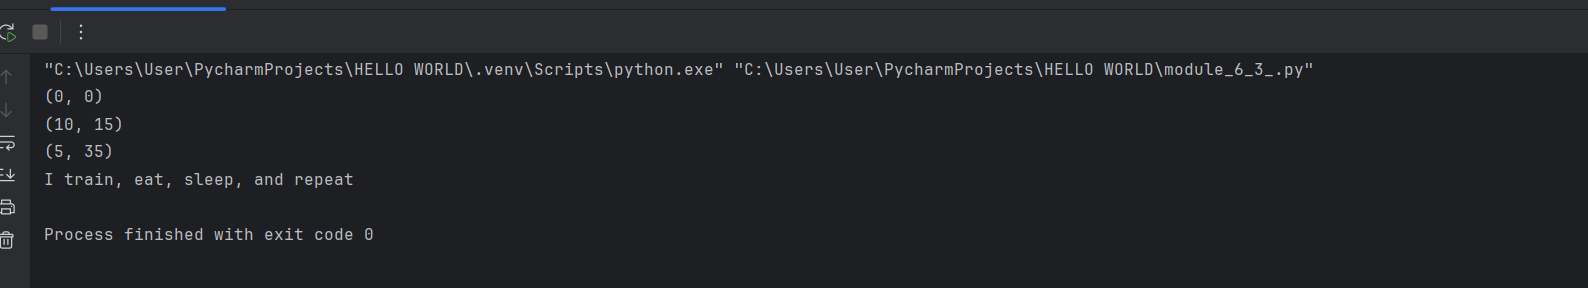 "C:\Users\User\PycharmProjects\HELLO WORLD\.venv\Scripts\python.exe" "C:\Users\User\PycharmProjects\HELLO WORLD\module_6_3_.py"
(0, 0)
(10, 15)
(5, 35)
I train, eat, sleep, and repeat
Process finished with exit code 0